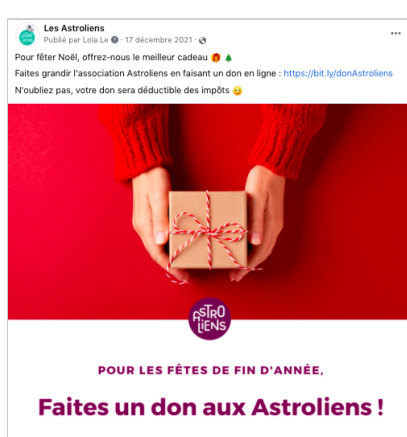 Les Astroliens
Publié par Lola Le · 17 décembre 2021 ·
Pour fêter Noël, offrez-nous le meilleur cadeau 🎁 🎄
Faites grandir l'association Astroliens en faisant un don en ligne : https://bit.ly/donAstroliens
N'oubliez pas, votre don sera déductible des impôts 😉
ASTRO
LIENS
POUR LES FÊTES DE FIN D'ANNÉE,
Faites un don aux Astroliens !